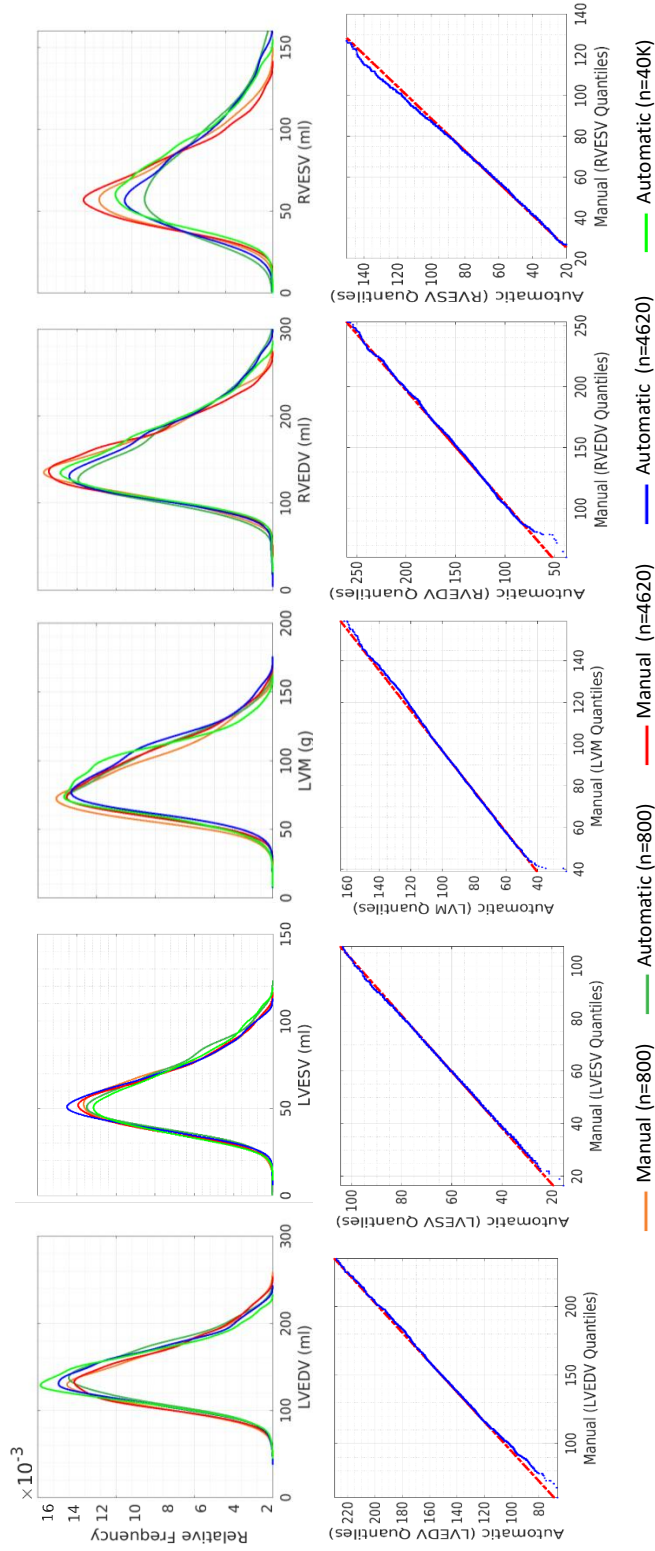 ×10⁻³
Relative Frequency
16
14
12
10
8
6
4
2
0 100 200 300
LVEDV (ml)
0 50 100 150
LVESV (ml)
0 50 100 150 200
LVM (g)
0 100 200 300
RVEDV (ml)
0 50 100 150
RVESV (ml)
Automatic (LVEDV Quantiles)
220
200
180
160
140
120
100
80
100 150 200
Manual (LVEDV Quantiles)
Automatic (LVESV Quantiles)
100
80
60
40
20
20 40 60 80 100
Manual (LVESV Quantiles)
Automatic (LVM Quantiles)
160
140
120
100
80
60
40
40 60 80 100 120 140
Manual (LVM Quantiles)
Automatic (RVEDV Quantiles)
250
200
150
100
50
100 150 200 250
Manual (RVEDV Quantiles)
Automatic (RVESV Quantiles)
140
120
100
80
60
40
20
20 40 60 80 100 120 140
Manual (RVESV Quantiles)
Manual (n=800) Automatic (n=800) Manual (n=4620) Automatic (n=4620) Automatic (n=40K)